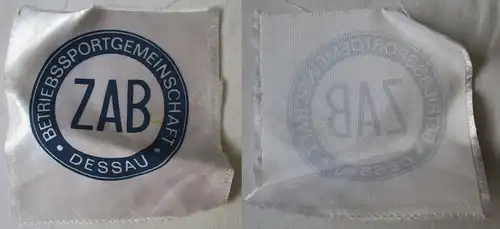 BETRIEBSSPORTGEMEINSCHAFT
ZAB
• DESSAU •